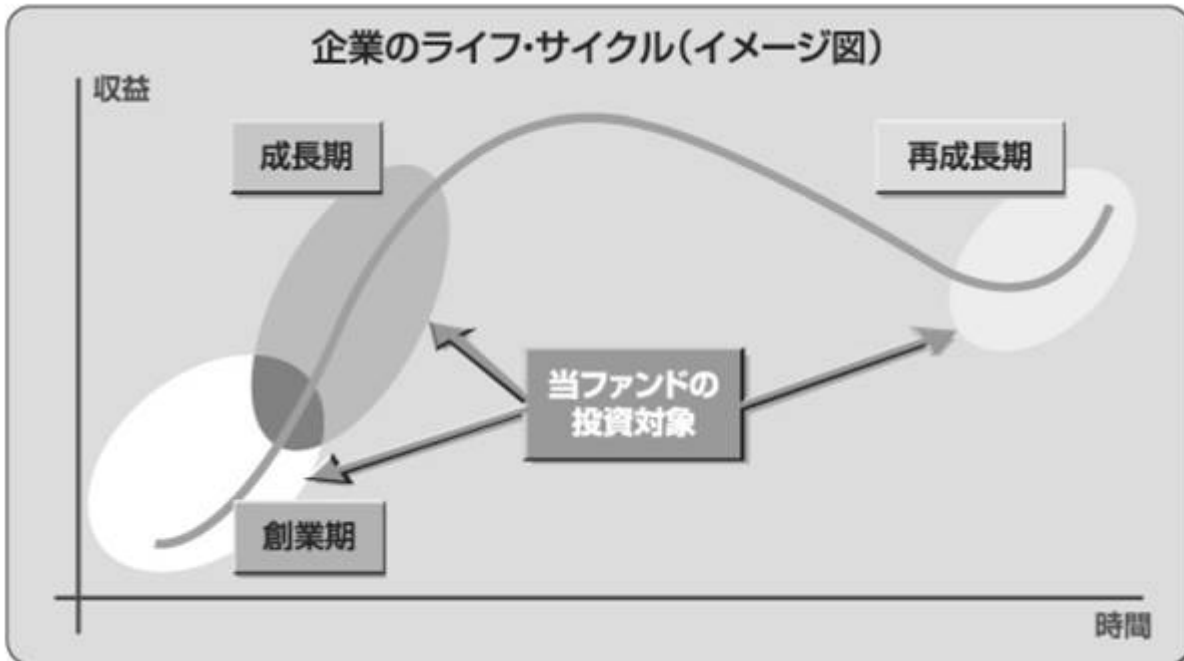 企業のライフ・サイクル(イメージ図)
収益
成長期
再成長期
当ファンドの
投資対象
創業期
時間